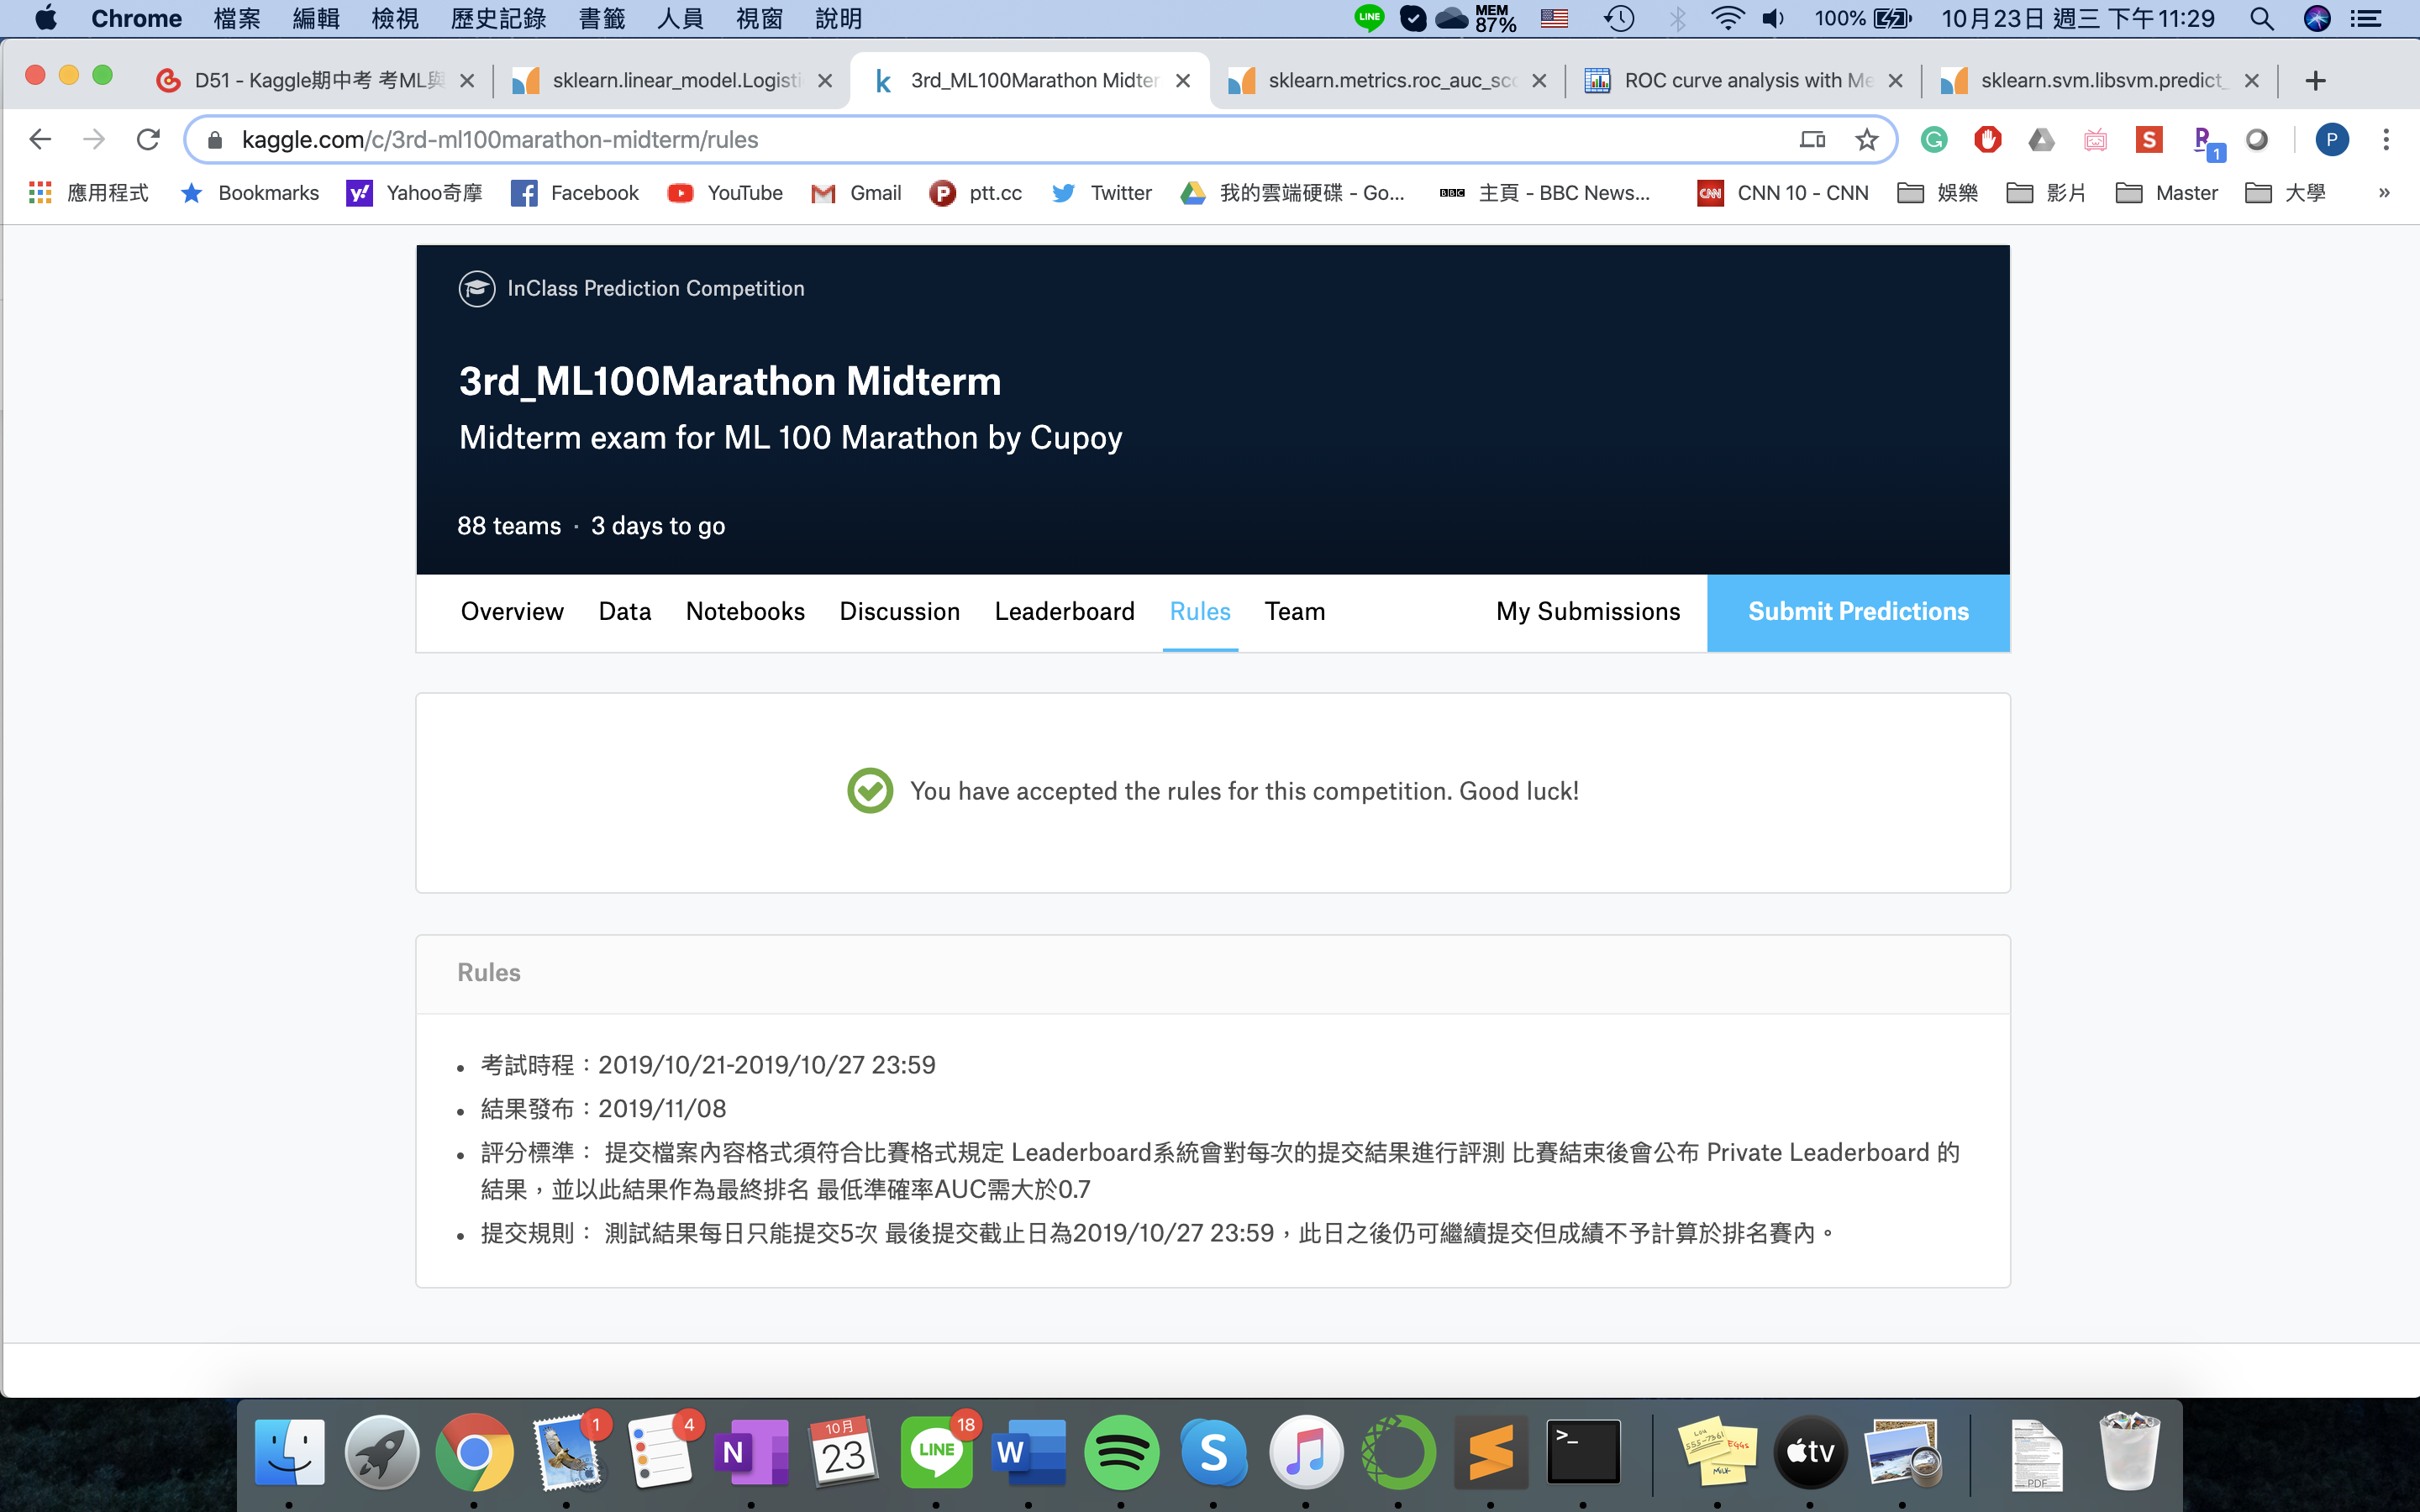 Chrome 檔案 編輯 檢視 歷史記錄 書籤 人員 視窗 說明 LINE MEM 87% 100% 10月23日 週三 下午11:29
D51 - Kaggle期中考 考ML與 sklearn.linear_model.Logisti 3rd_ML100Marathon Midter sklearn.metrics.roc_auc_sco ROC curve analysis with Me sklearn.svm.libsvm.predict_
kaggle.com/c/3rd-ml100marathon-midterm/rules 1 P
應用程式 Bookmarks Yahoo奇摩 Facebook YouTube Gmail ptt.cc Twitter 我的雲端硬碟 - Go... BBC 主頁 - BBC News... CNN CNN 10 - CNN 娛樂 影片 Master 大學 »
InClass Prediction Competition
3rd_ML100Marathon Midterm
Midterm exam for ML 100 Marathon by Cupoy
88 teams · 3 days to go
Overview Data Notebooks Discussion Leaderboard Rules Team My Submissions Submit Predictions
You have accepted the rules for this competition. Good luck!
Rules
• 考試時程：2019/10/21-2019/10/27 23:59
• 結果發布：2019/11/08
• 評分標準： 提交檔案內容格式須符合比賽格式規定 Leaderboard系統會對每次的提交結果進行評測 比賽結束後會公布 Private Leaderboard 的
結果，並以此結果作為最終排名 最低準確率AUC需大於0.7
• 提交規則： 測試結果每日只能提交5次 最後提交截止日為2019/10/27 23:59，此日之後仍可繼續提交但成績不予計算於排名賽內。
1 4 N 10月 23 LINE 18 W S >_ tv PDF